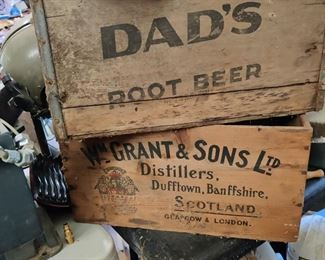 DAD'S
ROOT BEER
Wm GRANT & SONS LTD
Distillers,
Dufftown, Banffshire,
SCOTLAND
GLASGOW & LONDON.